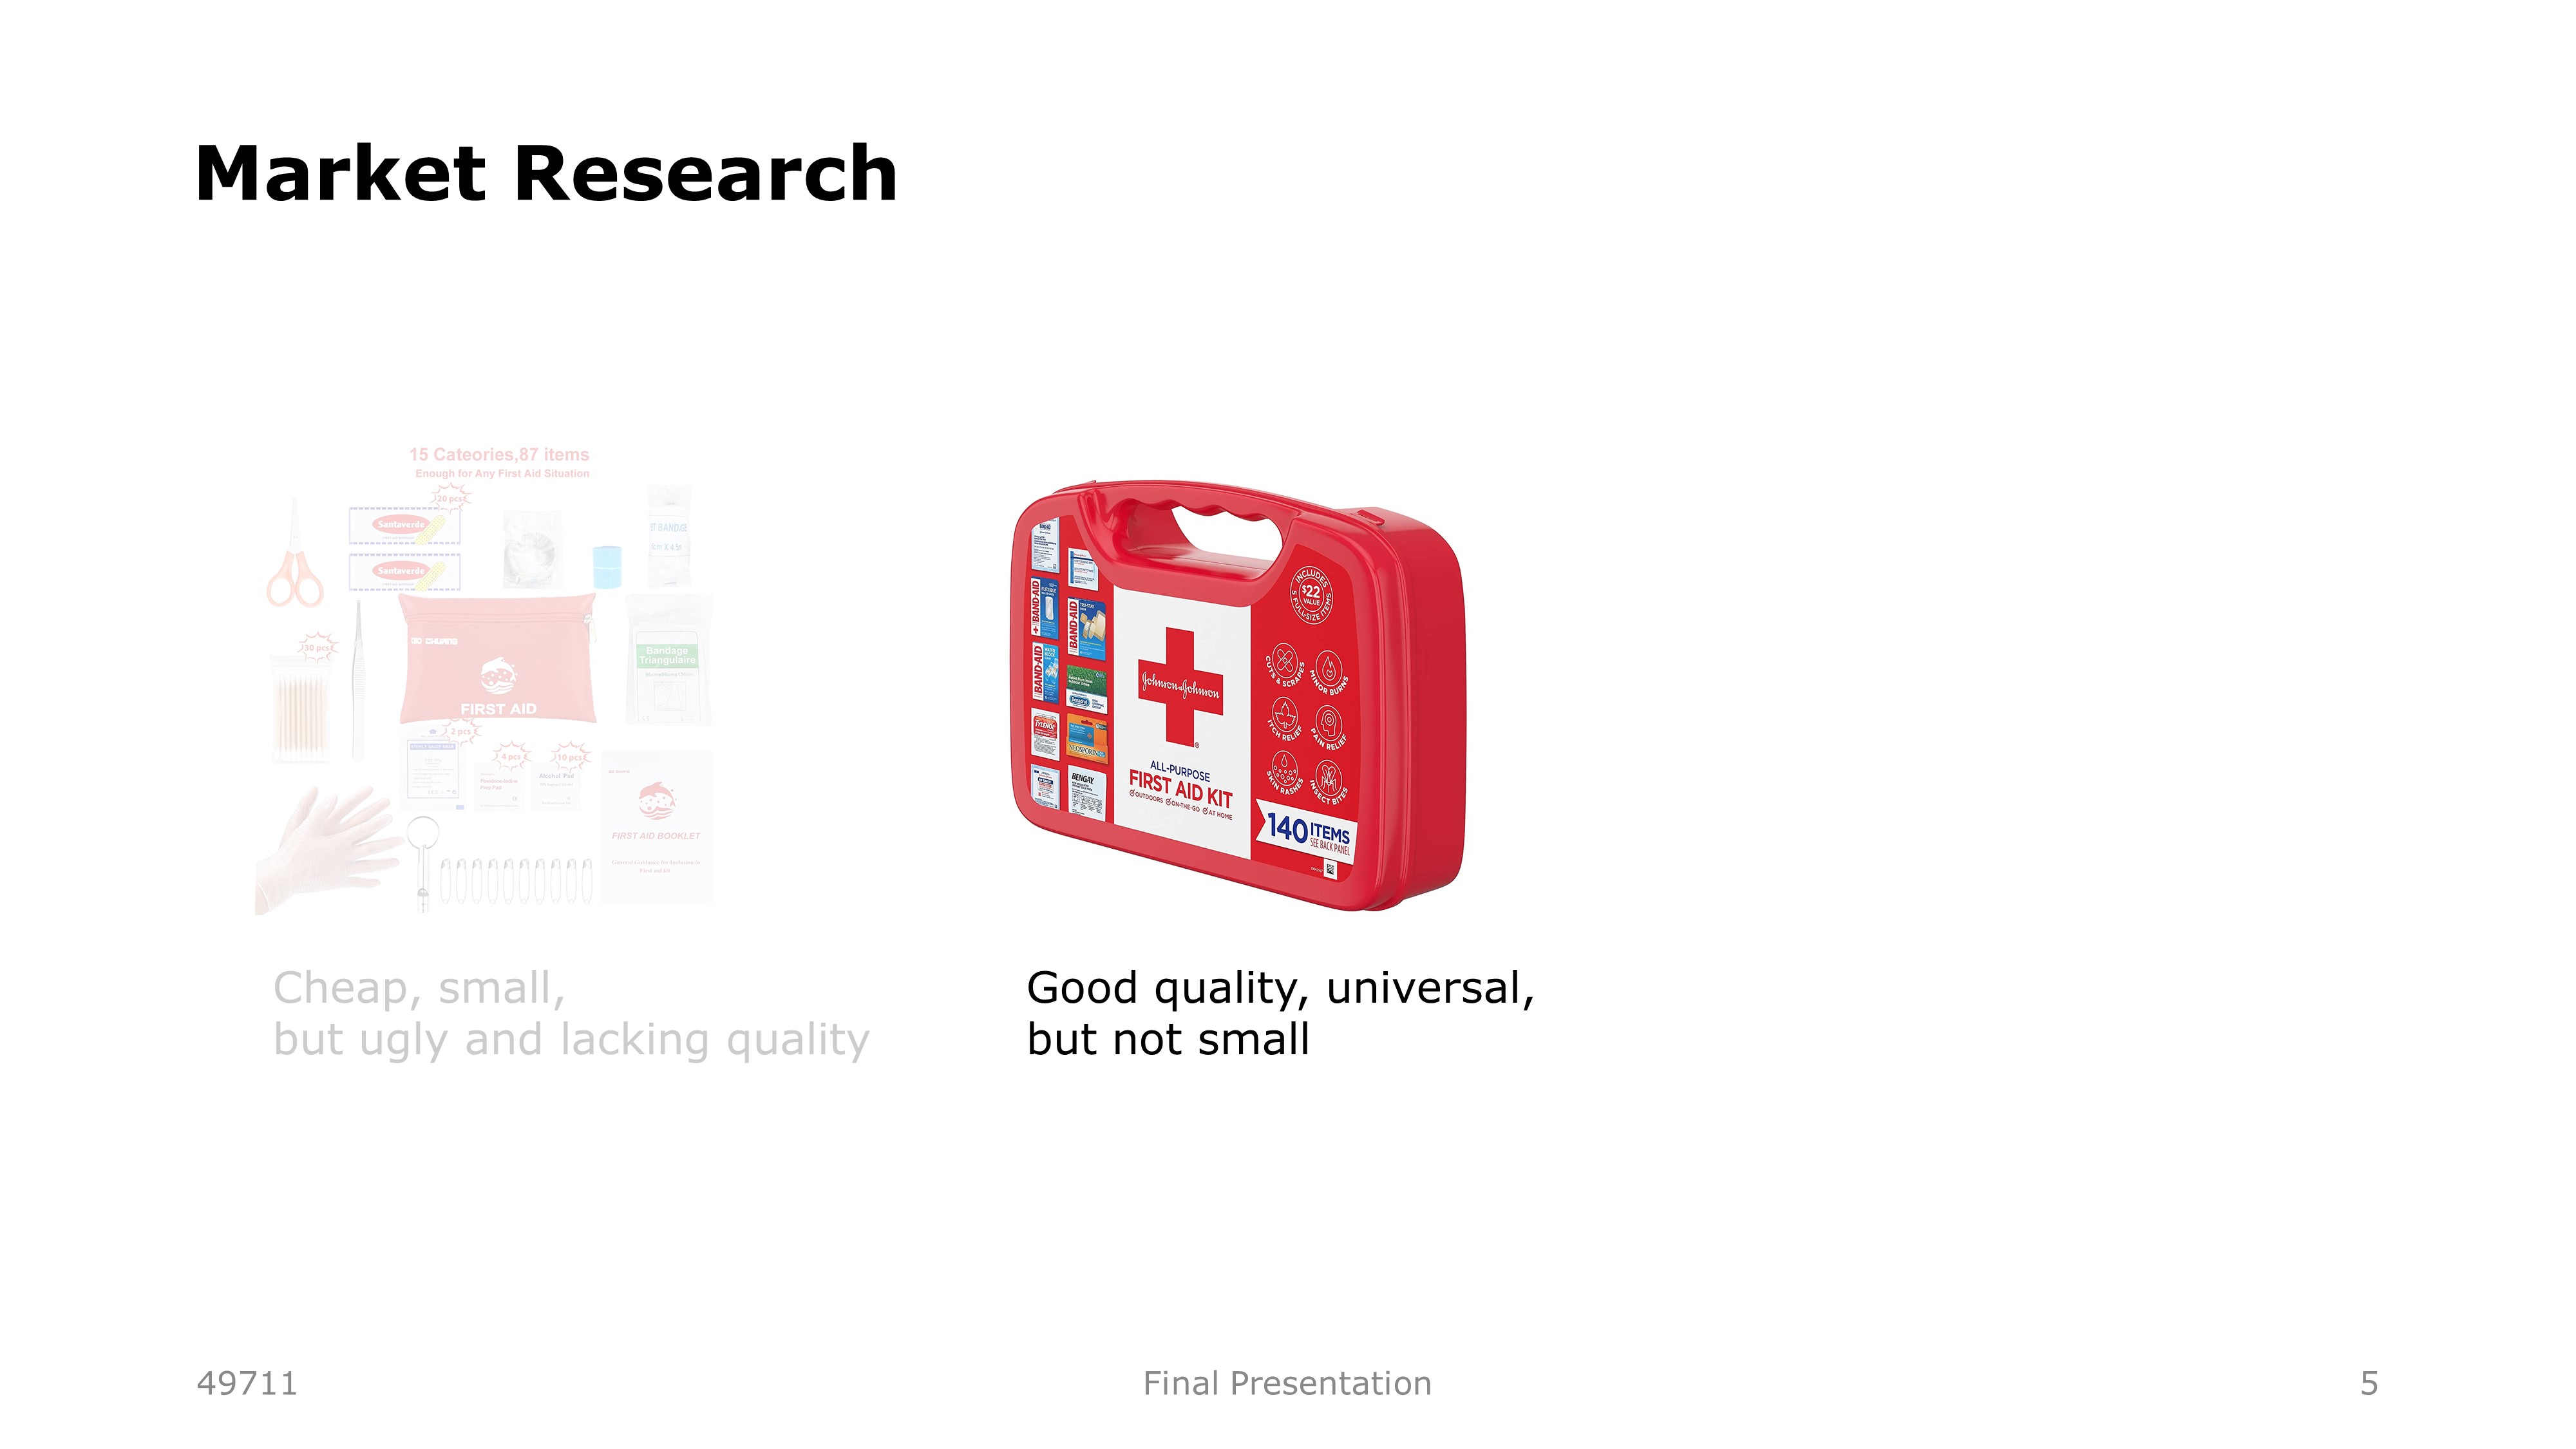 Market Research
15 Cateories,87 items
Enough for Any First Aid Situation
20 pcs
Santaverde
Santaverde
BANDAGE
30 pcs
Bandage
Triangulaire
FIRST AID
2 pcs
4 pcs
10 pcs
Alcohol Pad
FIRST AID BOOKLET
Cheap, small,
but ugly and lacking quality
BAND-AID
BAND-AID
BAND-AID
TYLENOL
NEOSPORIN
BENGAY
Johnson & Johnson
ALL-PURPOSE
FIRST AID KIT
OUTDOORS ON-THE-GO AT HOME
INCLUDES
$22
VALUE
5 FULL-SIZE ITEMS
CUTS & SCRAPES
MINOR BURNS
ITCH RELIEF
PAIN RELIEF
SKIN RASHES
INSECT BITES
140 ITEMS
SEE BACK PANEL
Good quality, universal,
but not small
49711
Final Presentation
5